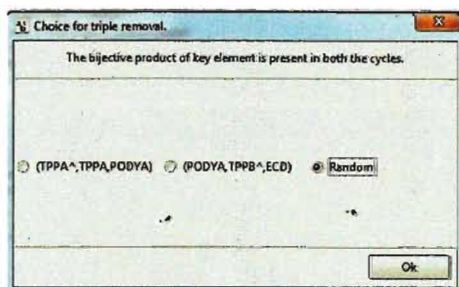 Choice for triple removal.
The bijective product of key element is present in both the cycles.
(TPPA^,TPPA,PODYA) (PODYA,TPPB^,ECD) Random
Ok